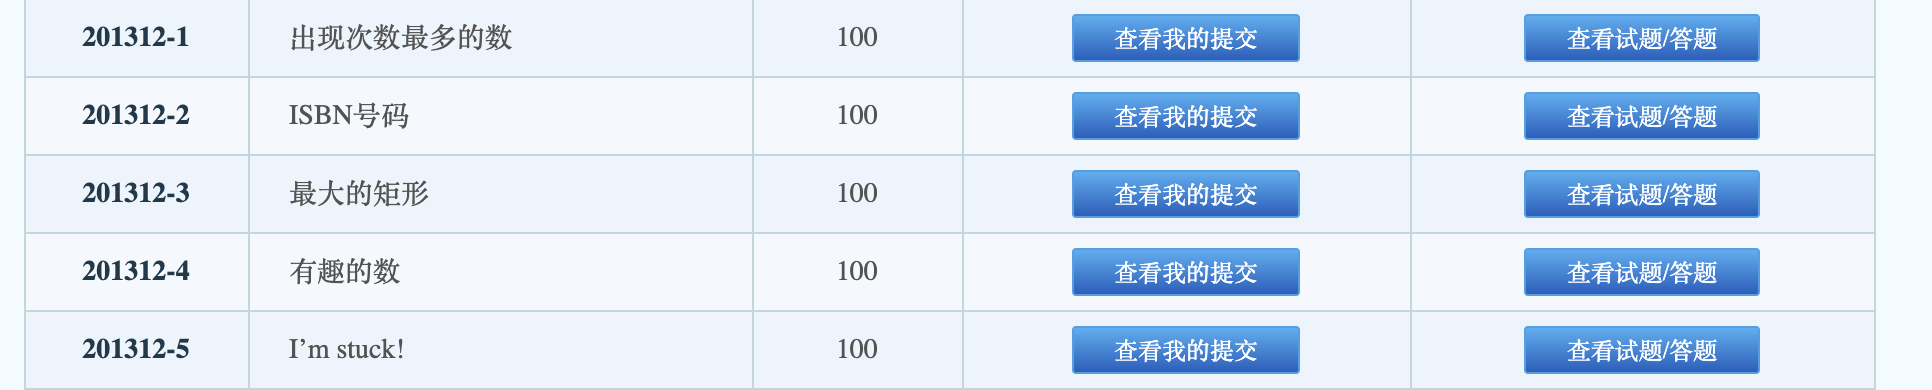 201312-1 出现次数最多的数 100 查看我的提交 查看试题/答题
201312-2 ISBN号码 100 查看我的提交 查看试题/答题
201312-3 最大的矩形 100 查看我的提交 查看试题/答题
201312-4 有趣的数 100 查看我的提交 查看试题/答题
201312-5 I’m stuck! 100 查看我的提交 查看试题/答题